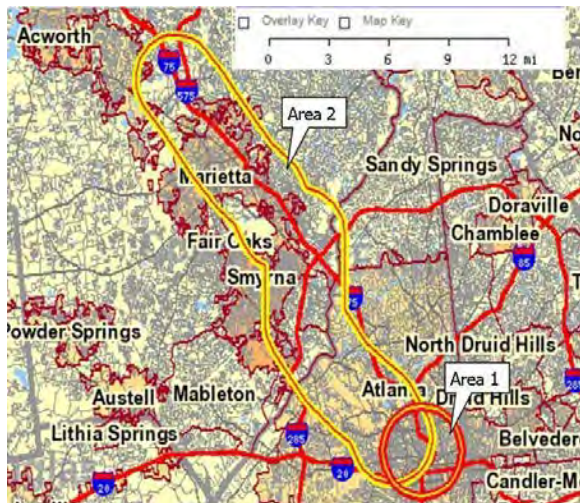 Overlay Key Map Key
0 3 6 9 12 mi
Acworth
75
575
Area 2
Sandy Springs
Marietta
Doraville
Chamblee
Fair Oaks
85
Smyrna
75
Powder Springs
North Druid Hills
Atlanta
Area 1
Druid Hills
285
Austell
Mableton
Lithia Springs
285
Belvedere
20
20
Candler-M